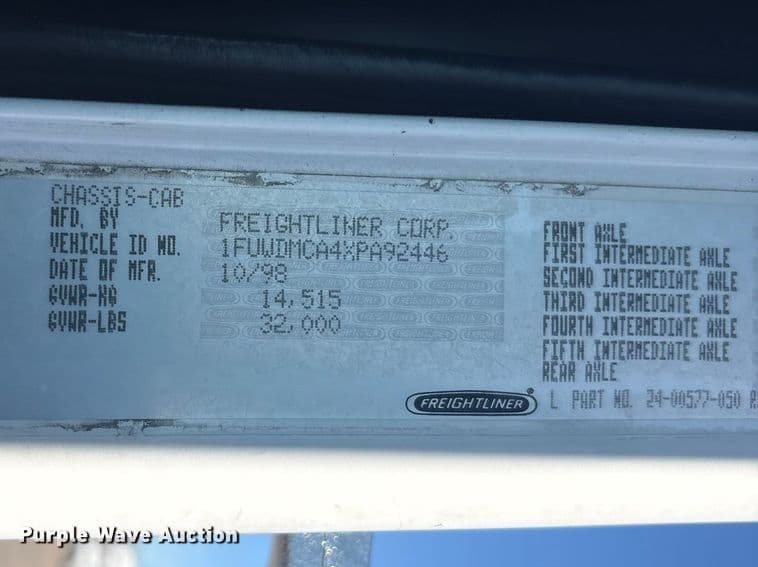 CHASSIS-CAB
MFD. BY FREIGHTLINER CORP.
VEHICLE ID NO. 1FUWDMCA4XPA92446
DATE OF MFR. 10/98
GVWR-KG 14,515
GVWR-LBS 32,000
FRONT AXLE
FIRST INTERMEDIATE AXLE
SECOND INTERMEDIATE AXLE
THIRD INTERMEDIATE AXLE
FOURTH INTERMEDIATE AXLE
FIFTH INTERMEDIATE AXLE
REAR AXLE
FREIGHTLINER® L PART NO. 24-00577-050
Purple Wave Auction